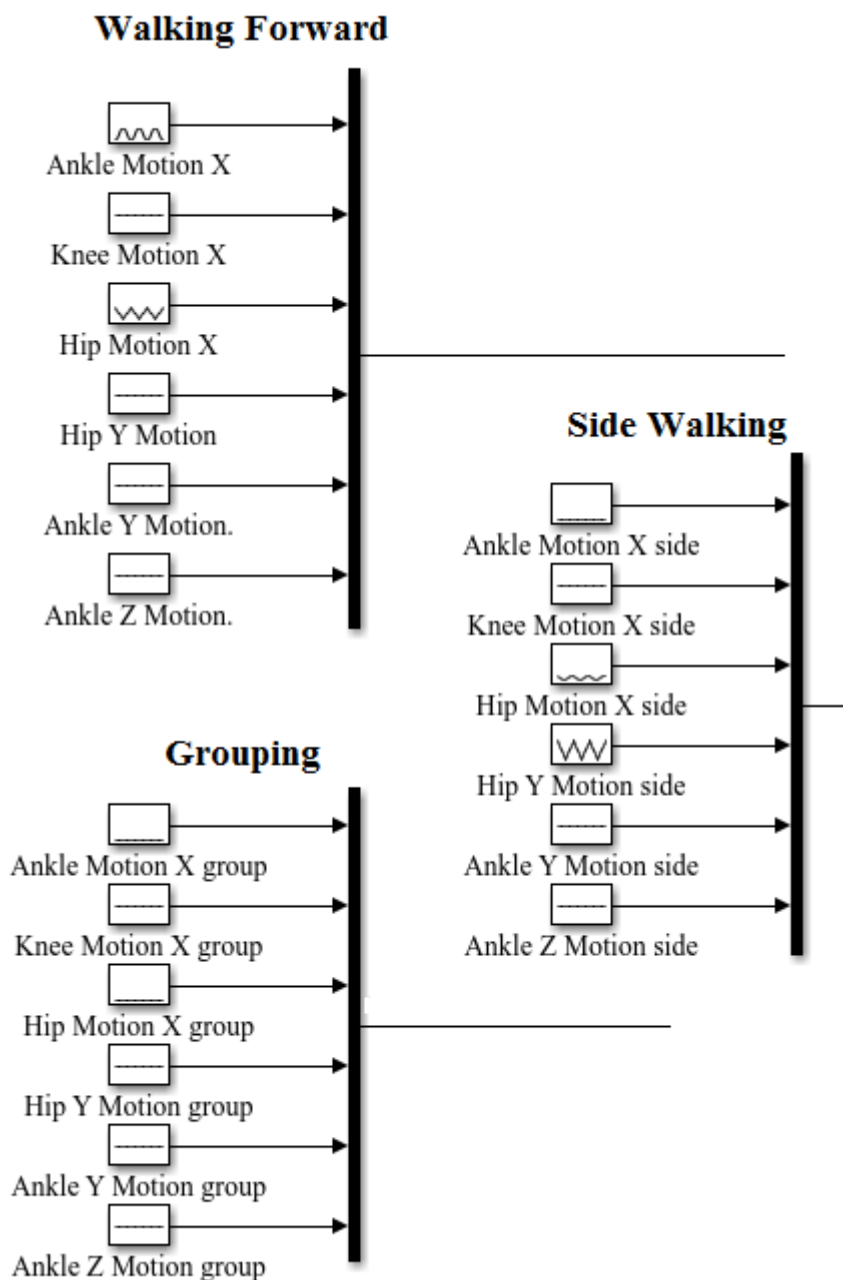 Walking Forward
Ankle Motion X
Knee Motion X
Hip Motion X
Hip Y Motion
Ankle Y Motion.
Ankle Z Motion.
Side Walking
Ankle Motion X side
Knee Motion X side
Hip Motion X side
Hip Y Motion side
Ankle Y Motion side
Ankle Z Motion side
Grouping
Ankle Motion X group
Knee Motion X group
Hip Motion X group
Hip Y Motion group
Ankle Y Motion group
Ankle Z Motion group